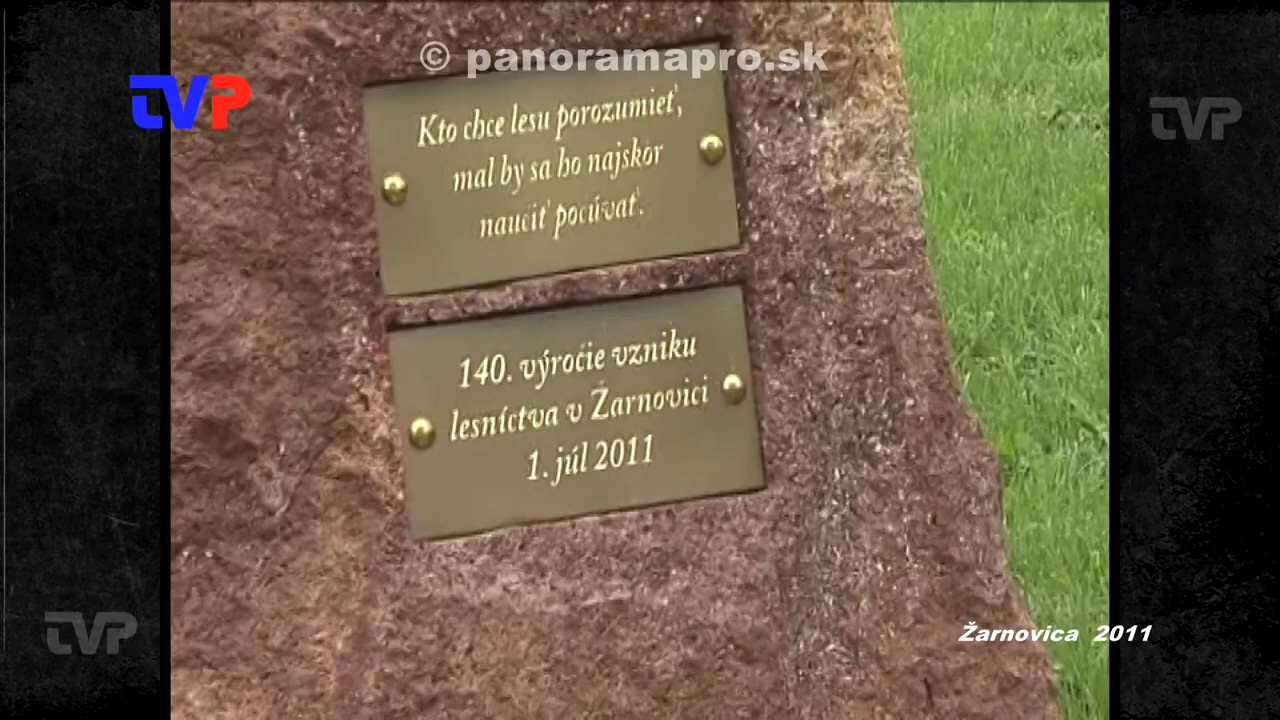 © panoramapro.sk
TVP
TVP
Kto chce lesu porozumieť,
mal by sa ho najskôr
naučiť počúvať.
140. výročie vzniku
lesníctva v Žarnovici
1. júl 2011
TVP
Žarnovica 2011